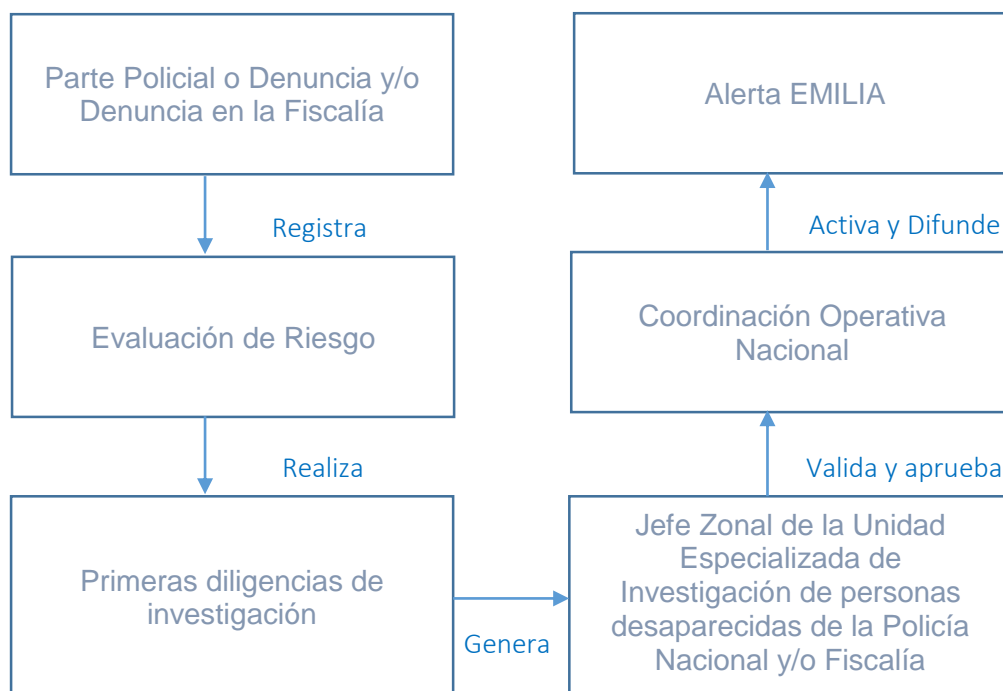 Parte Policial o Denuncia y/o
Denuncia en la Fiscalía
Registra
Evaluación de Riesgo
Realiza
Primeras diligencias de
investigación
Genera
Jefe Zonal de la Unidad
Especializada de
Investigación de personas
desaparecidas de la Policía
Nacional y/o Fiscalía
Valida y aprueba
Coordinación Operativa
Nacional
Activa y Difunde
Alerta EMILIA